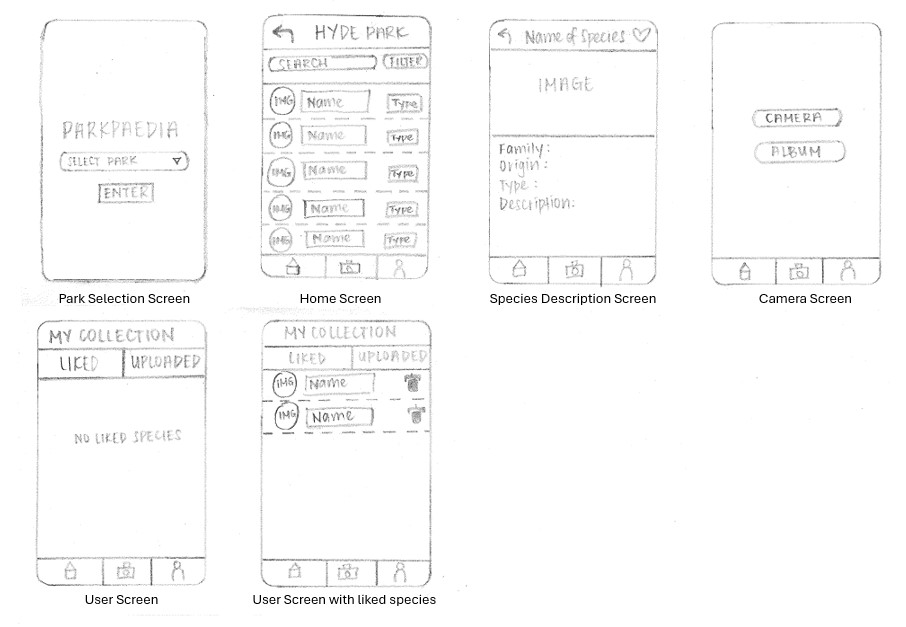 PARKPAEDIA
SELECT PARK
ENTER
Park Selection Screen
HYDE PARK
SEARCH
FILTER
IMG Name Type
IMG Name Type
IMG Name Type
IMG Name Type
IMG Name Type
Home Screen
Name of Species
IMAGE
Family:
Origin:
Type:
Description:
Species Description Screen
CAMERA
ALBUM
Camera Screen
MY COLLECTION
LIKED UPLOADED
NO LIKED SPECIES
User Screen
MY COLLECTION
LIKED UPLOADED
IMG Name
IMG Name
User Screen with liked species